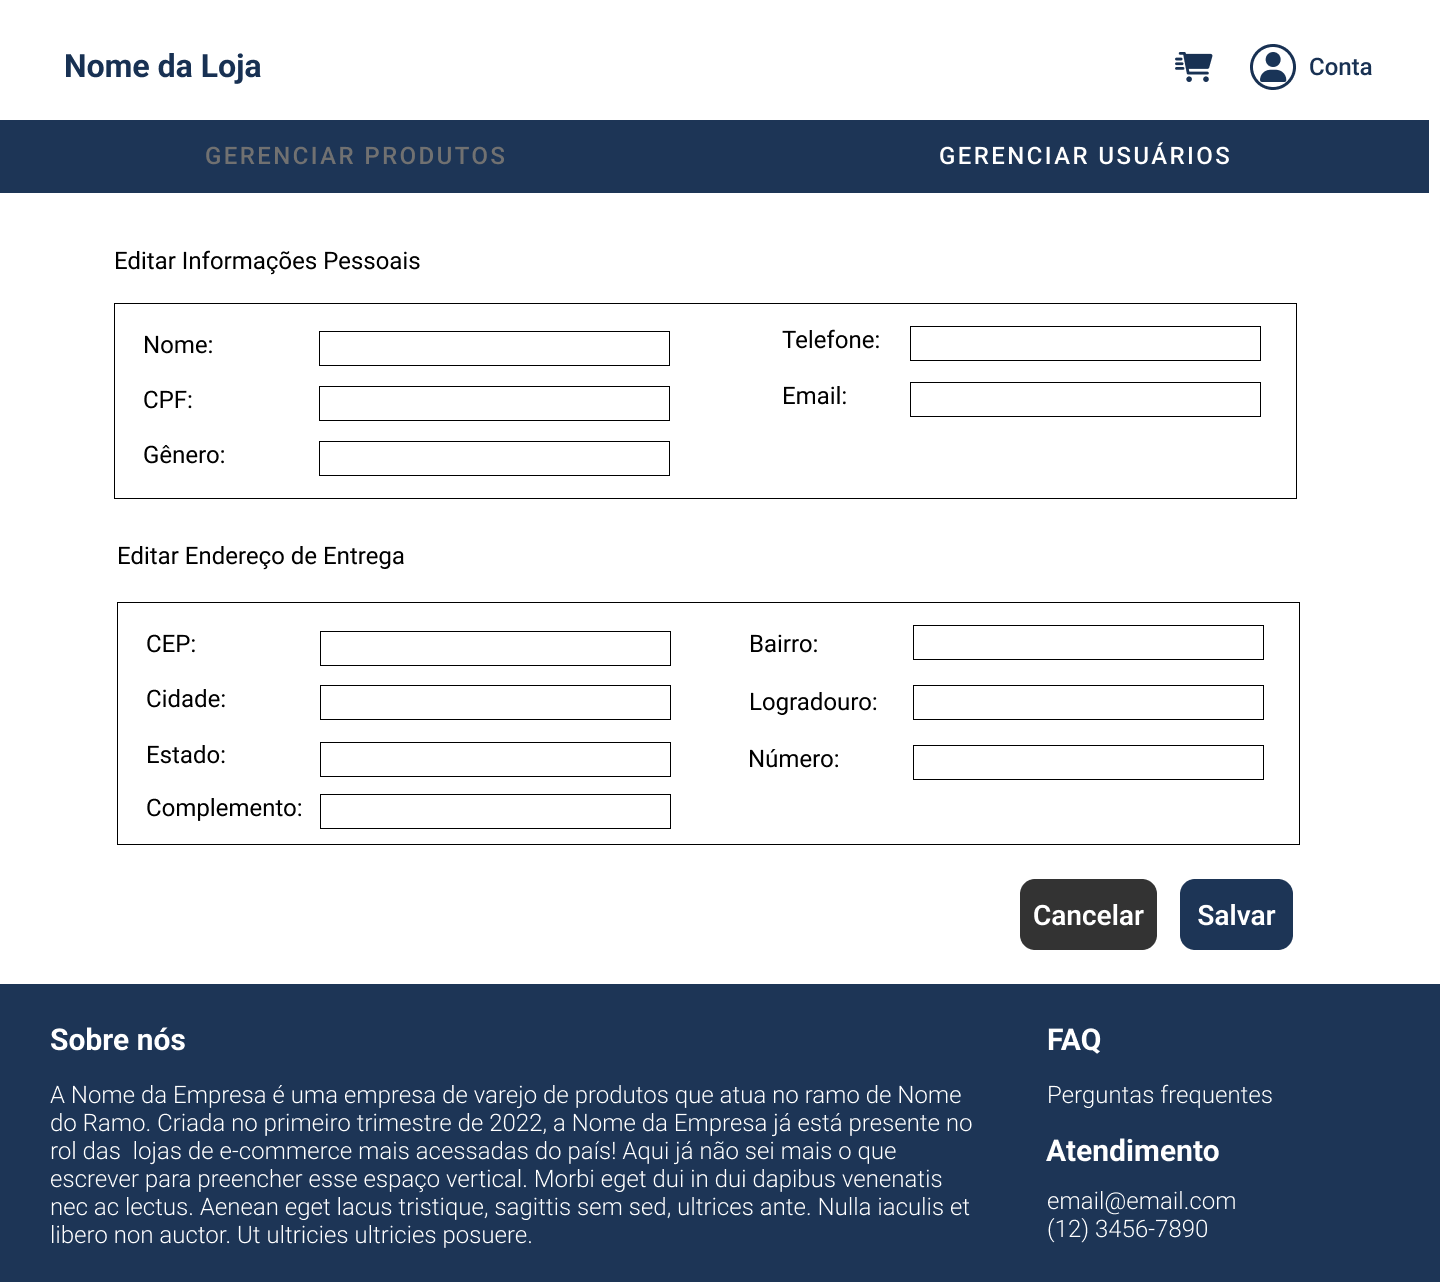 Nome da Loja
Conta
GERENCIAR PRODUTOS
GERENCIAR USUÁRIOS
Editar Informações Pessoais
Nome:
Telefone:
CPF:
Email:
Gênero:
Editar Endereço de Entrega
CEP:
Bairro:
Cidade:
Logradouro:
Estado:
Número:
Complemento:
Cancelar
Salvar
Sobre nós
A Nome da Empresa é uma empresa de varejo de produtos que atua no ramo de Nome
do Ramo. Criada no primeiro trimestre de 2022, a Nome da Empresa já está presente no
rol das  lojas de e-commerce mais acessadas do país! Aqui já não sei mais o que
escrever para preencher esse espaço vertical. Morbi eget dui in dui dapibus venenatis
nec ac lectus. Aenean eget lacus tristique, sagittis sem sed, ultrices ante. Nulla iaculis et
libero non auctor. Ut ultricies ultricies posuere.
FAQ
Perguntas frequentes
Atendimento
email@email.com
(12) 3456-7890